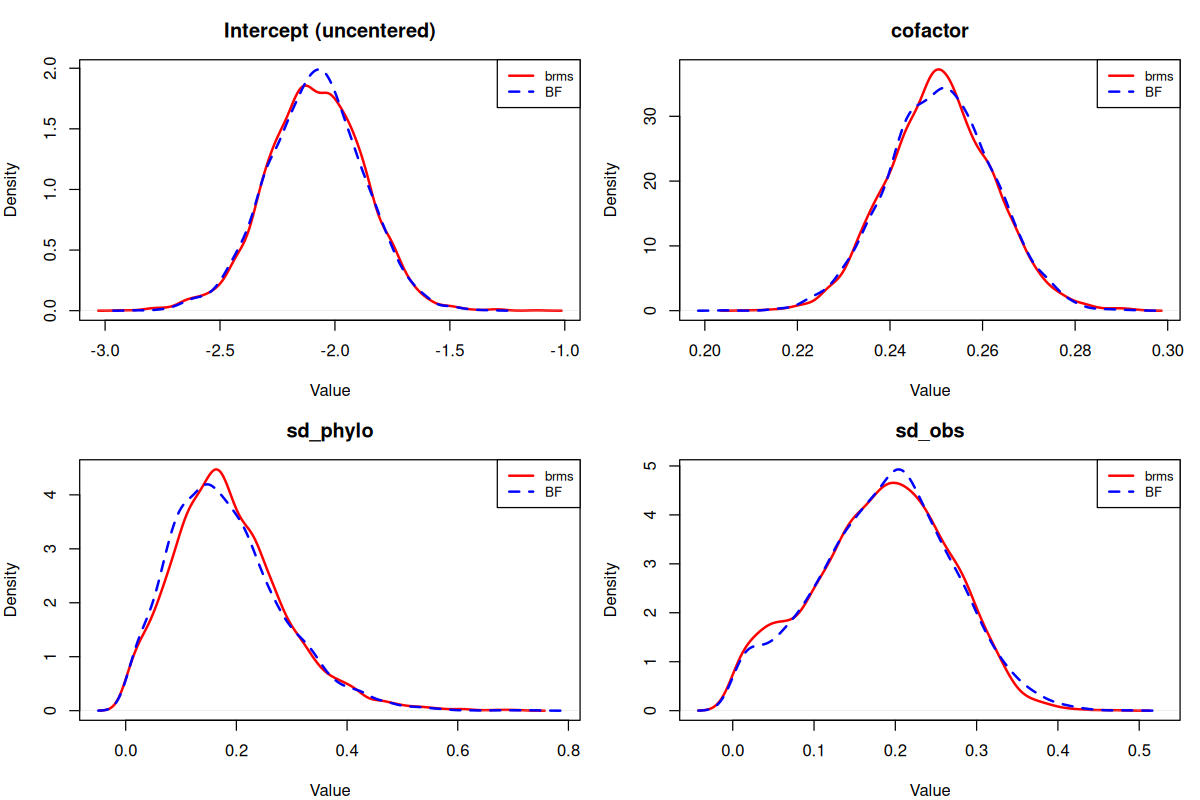 Intercept (uncentered)
Density
2.0
1.5
1.0
0.5
0.0
brms
BF
-3.0 -2.5 -2.0 -1.5 -1.0
Value
cofactor
Density
30
20
10
0
brms
BF
0.20 0.22 0.24 0.26 0.28 0.30
Value
sd_phylo
Density
4
3
2
1
0
brms
BF
0.0 0.2 0.4 0.6 0.8
Value
sd_obs
Density
5
4
3
2
1
0
brms
BF
0.0 0.1 0.2 0.3 0.4 0.5
Value